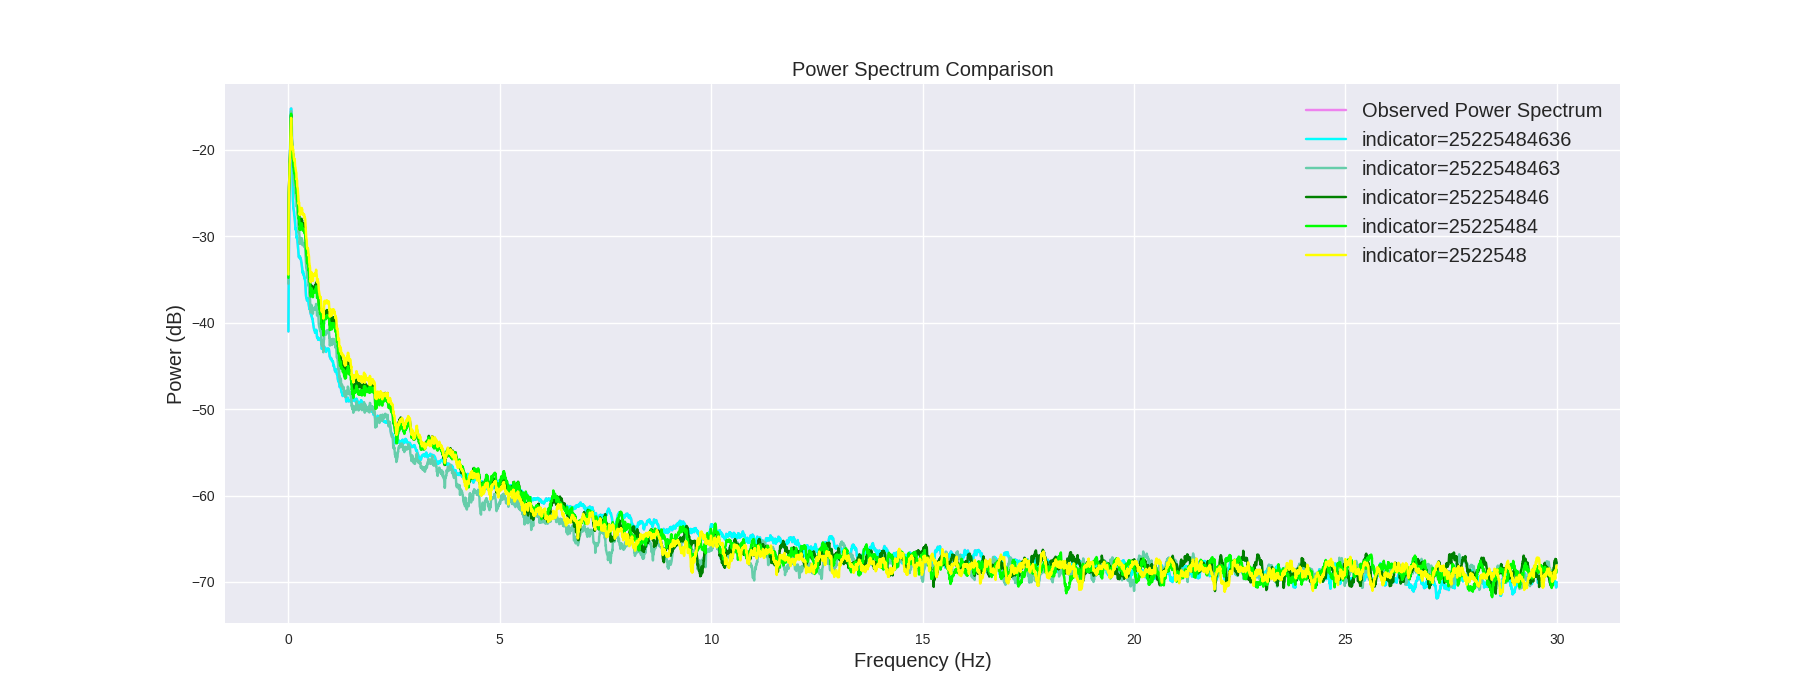 Power Spectrum Comparison
Observed Power Spectrum
indicator=25225484636
indicator=2522548463
indicator=252254846
indicator=25225484
indicator=2522548
Power (dB)
−20
−30
−40
−50
−60
−70
0 5 10 15 20 25 30
Frequency (Hz)